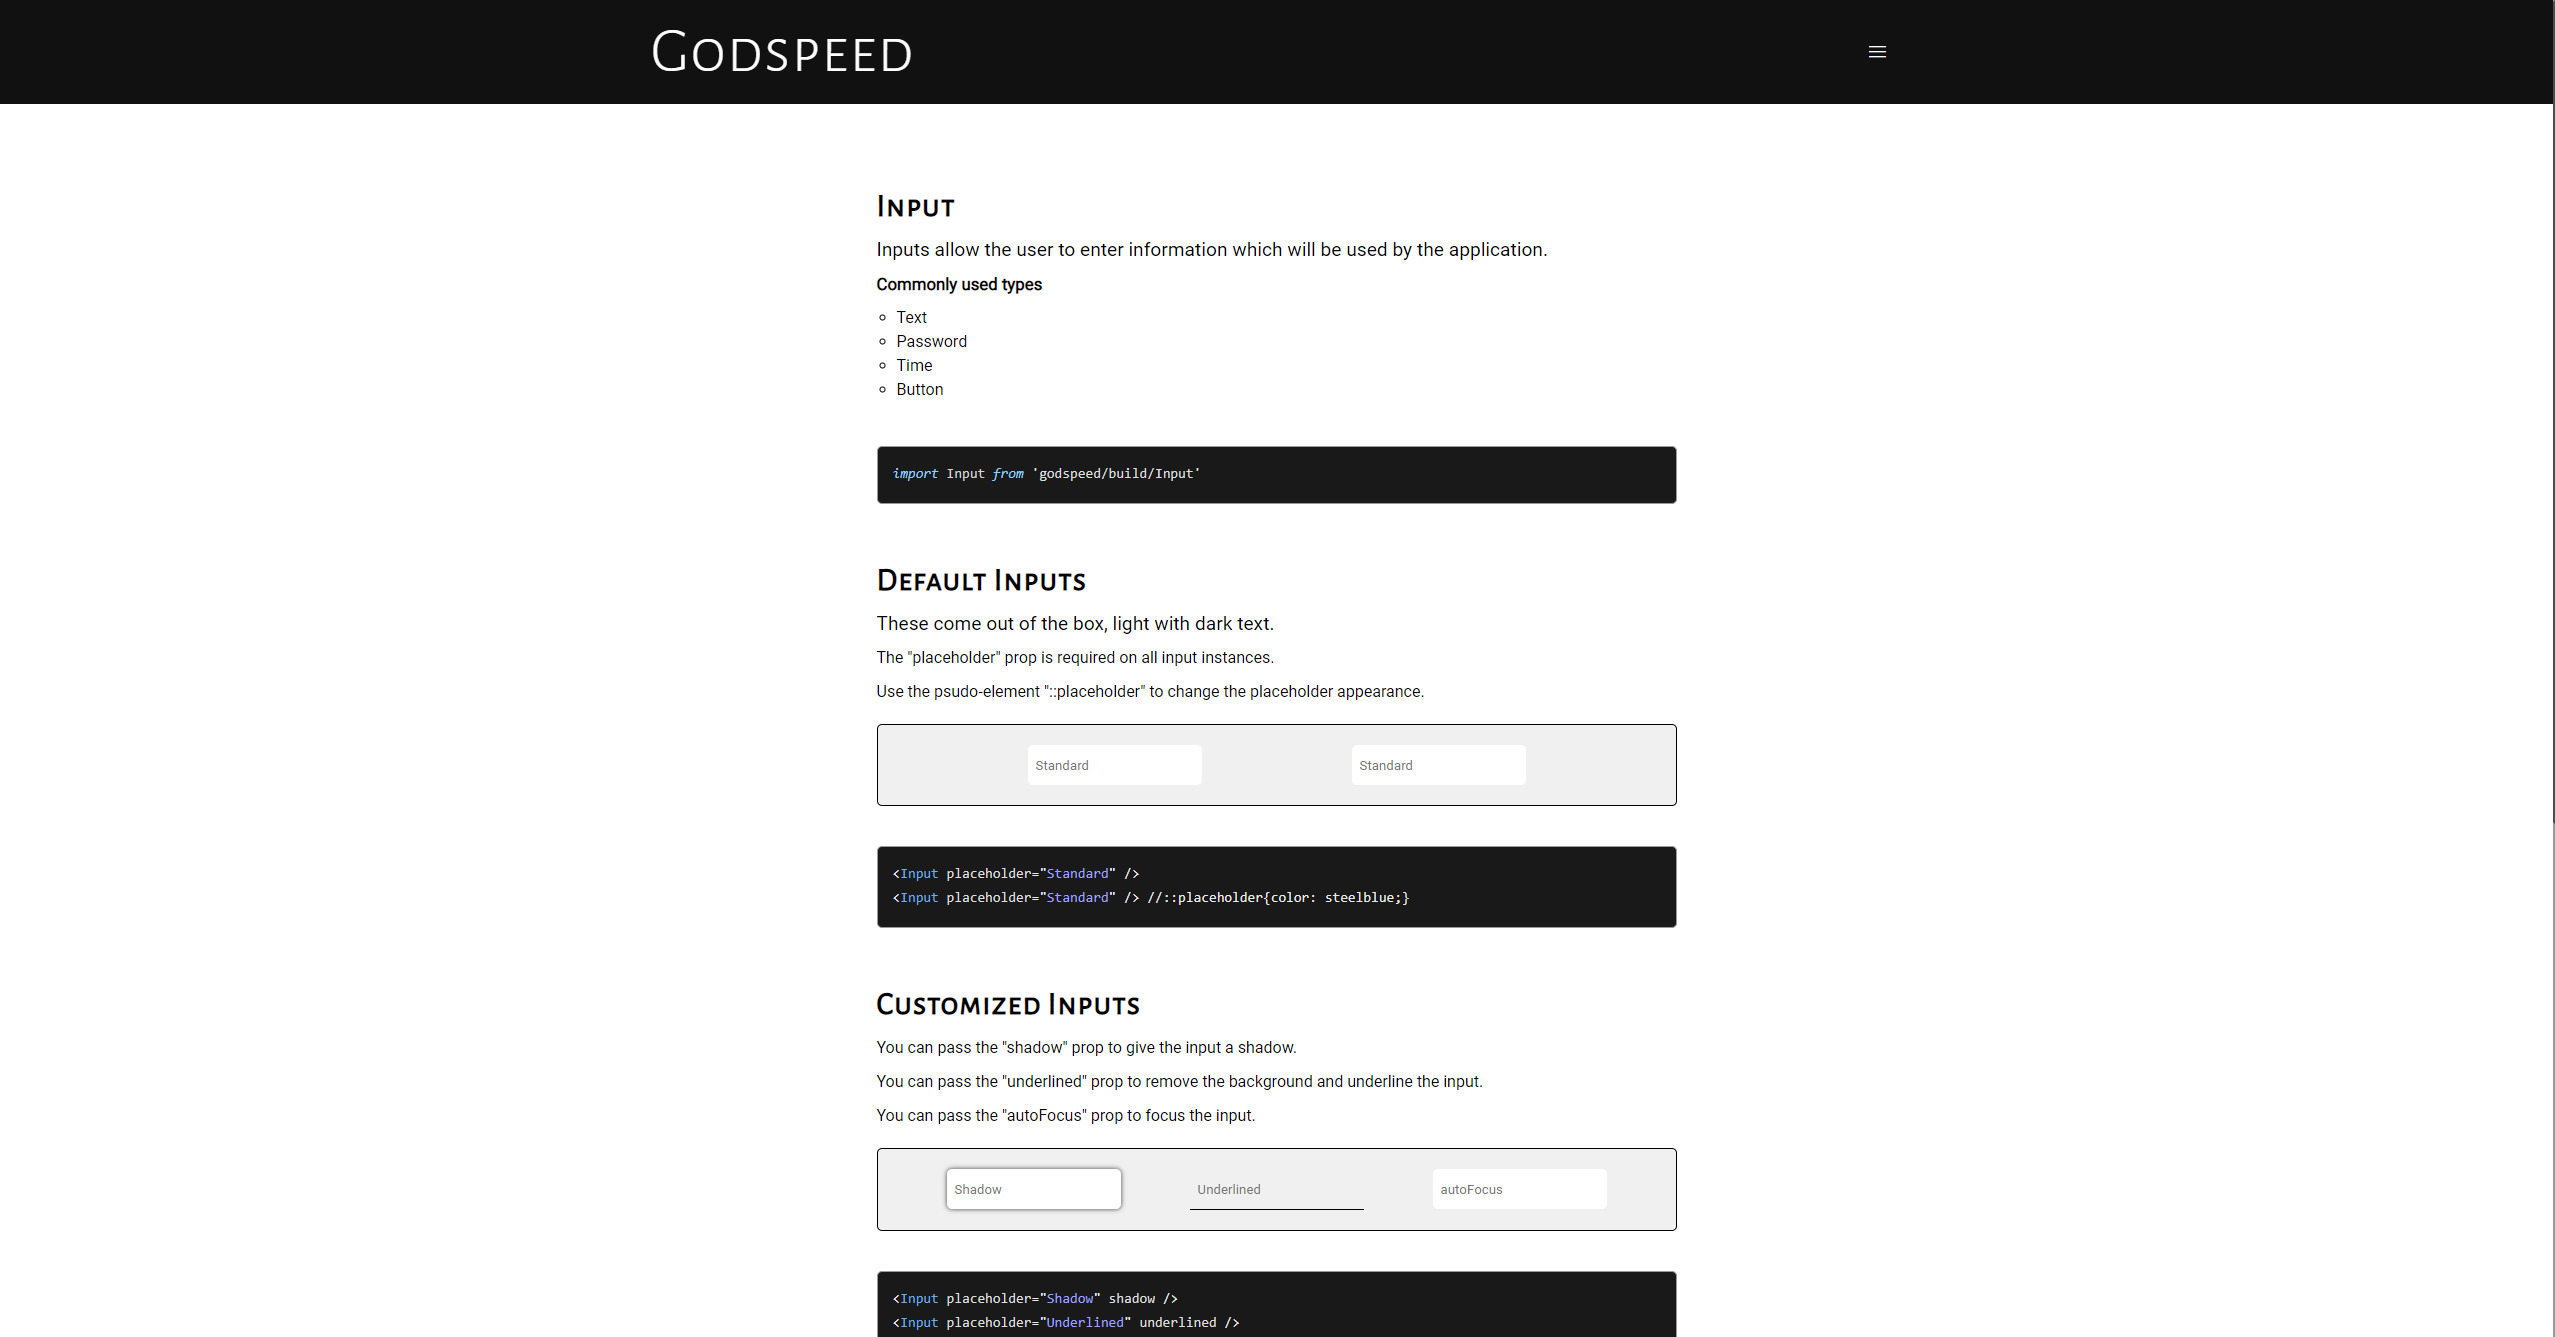 Godspeed
Input
Inputs allow the user to enter information which will be used by the application.
Commonly used types
Text
Password
Time
Button
import Input from 'godspeed/build/Input'
Default Inputs
These come out of the box, light with dark text.
The "placeholder" prop is required on all input instances.
Use the psudo-element "::placeholder" to change the placeholder appearance.
Standard Standard
<Input placeholder="Standard" />
<Input placeholder="Standard" /> //::placeholder{color: steelblue;}
Customized Inputs
You can pass the "shadow" prop to give the input a shadow.
You can pass the "underlined" prop to remove the background and underline the input.
You can pass the "autoFocus" prop to focus the input.
Shadow Underlined autoFocus
<Input placeholder="Shadow" shadow />
<Input placeholder="Underlined" underlined />